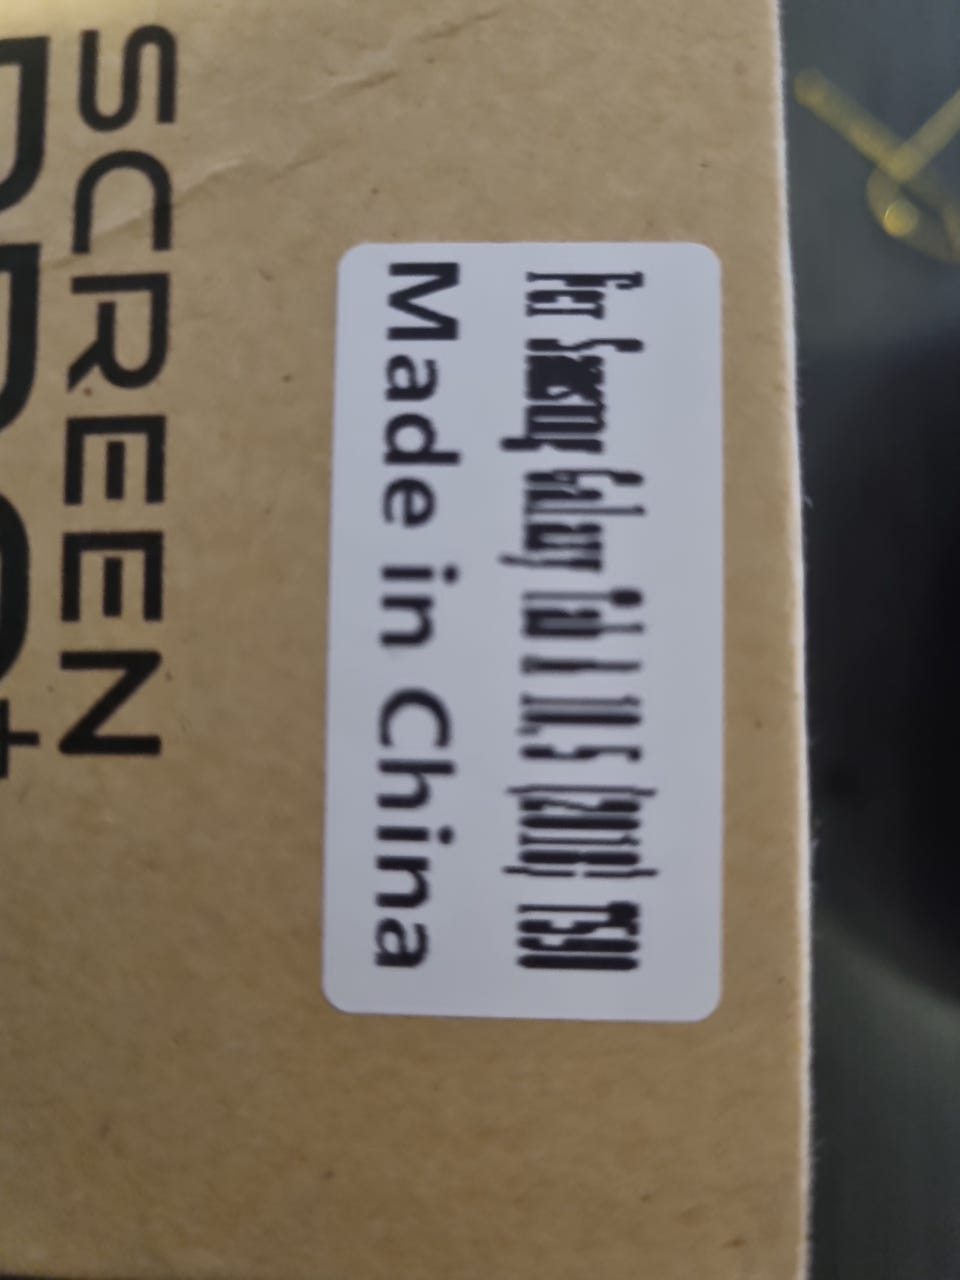 SCREEN
For Samsung Galaxy Tab A 10.5 (2018) T590
Made in China